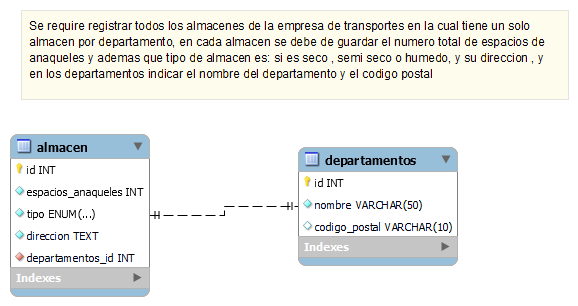 Se require registrar todos los almacenes de la empresa de transportes en la cual tiene un solo
almacen por departamento, en cada almacen se debe de guardar el numero total de espacios de
anaqueles y ademas que tipo de almacen es: si es seco , semi seco o humedo, y su direccion , y
en los departamentos indicar el nombre del departamento y el codigo postal
almacen
id INT
espacios_anaqueles INT
tipo ENUM(...)
direccion TEXT
departamentos_id INT
Indexes
departamentos
id INT
nombre VARCHAR(50)
codigo_postal VARCHAR(10)
Indexes